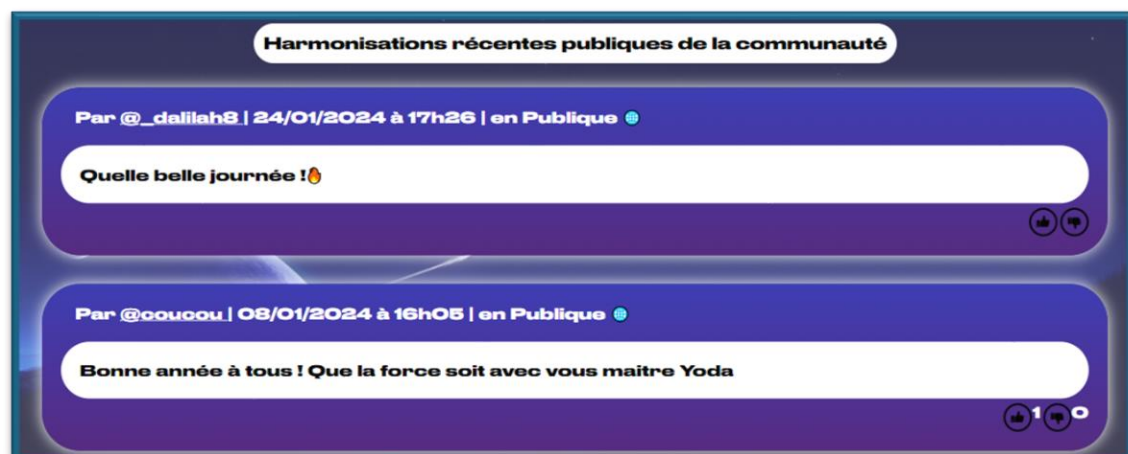 Harmonisations récentes publiques de la communauté
Par @_dalilah8 | 24/01/2024 à 17h26 | en Publique 🌐
Quelle belle journée !🔥
Par @coucou | 08/01/2024 à 16h05 | en Publique 🌐
Bonne année à tous ! Que la force soit avec vous maitre Yoda
1 0